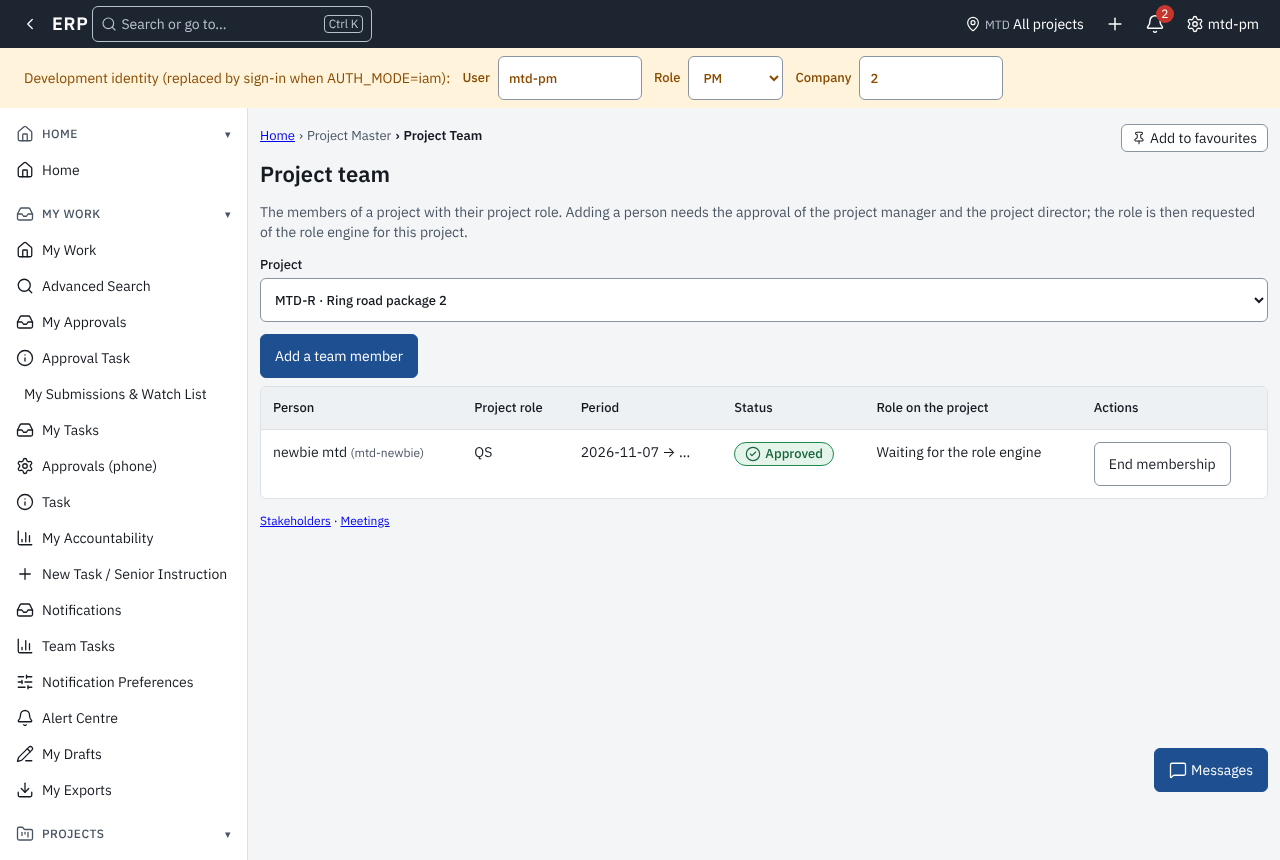 ERP
Search or go to... Ctrl K
MTD All projects
2
mtd-pm
Development identity (replaced by sign-in when AUTH_MODE=iam): User mtd-pm Role PM Company 2
HOME
Home
MY WORK
My Work
Advanced Search
My Approvals
Approval Task
My Submissions & Watch List
My Tasks
Approvals (phone)
Task
My Accountability
New Task / Senior Instruction
Notifications
Team Tasks
Notification Preferences
Alert Centre
My Drafts
My Exports
PROJECTS
Home › Project Master › Project Team
Add to favourites
Project team
The members of a project with their project role. Adding a person needs the approval of the project manager and the project director; the role is then requested
of the role engine for this project.
Project
MTD-R · Ring road package 2
Add a team member
Person Project role Period Status Role on the project Actions
newbie mtd (mtd-newbie) QS 2026-11-07 → ... Approved Waiting for the role engine End membership
Stakeholders · Meetings
Messages